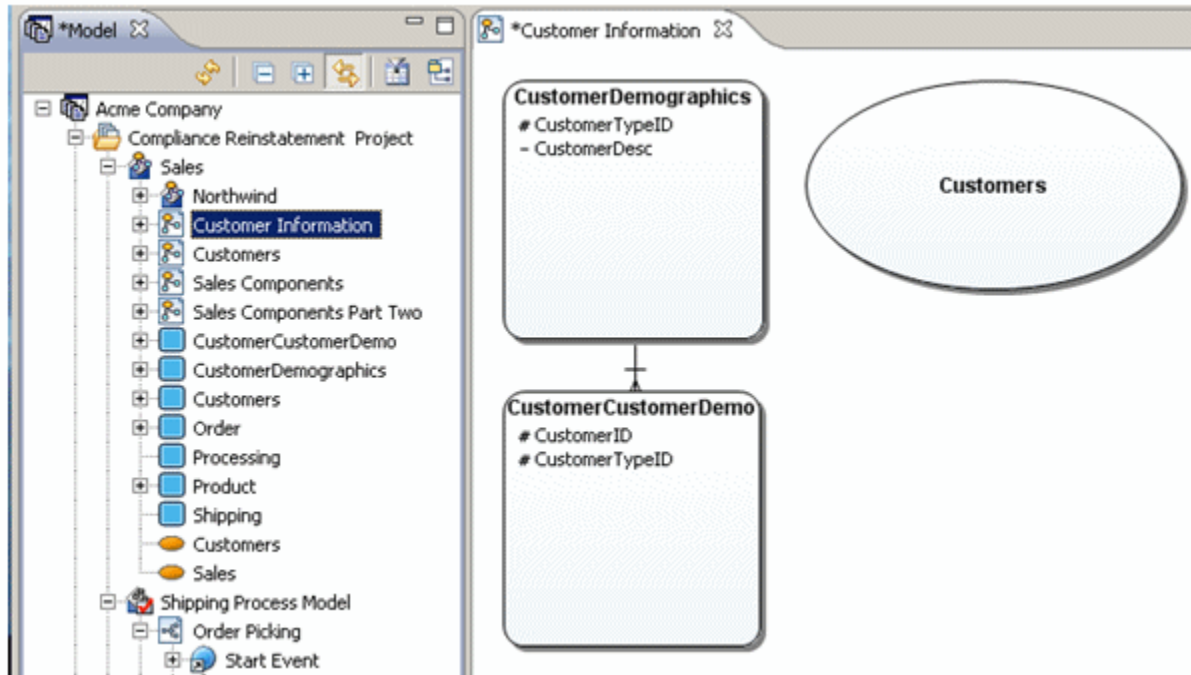 *Model
Acme Company
Compliance Reinstatement Project
Sales
Northwind
Customer Information
Customers
Sales Components
Sales Components Part Two
CustomerCustomerDemo
CustomerDemographics
Customers
Order
Processing
Product
Shipping
Customers
Sales
Shipping Process Model
Order Picking
Start Event
*Customer Information
CustomerDemographics
# CustomerTypeID
- CustomerDesc
Customers
CustomerCustomerDemo
# CustomerID
# CustomerTypeID